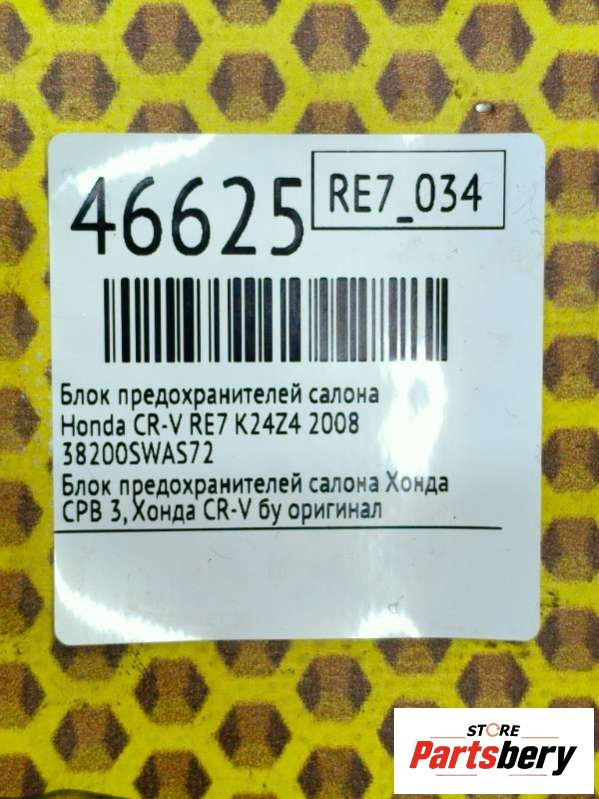 46625
RE7_034
Блок предохранителей салона
Honda CR-V RE7 K24Z4 2008
38200SWAS72
Блок предохранителей салона Хонда
СРВ 3, Хонда CR-V бу оригинал
STORE
Partsbery